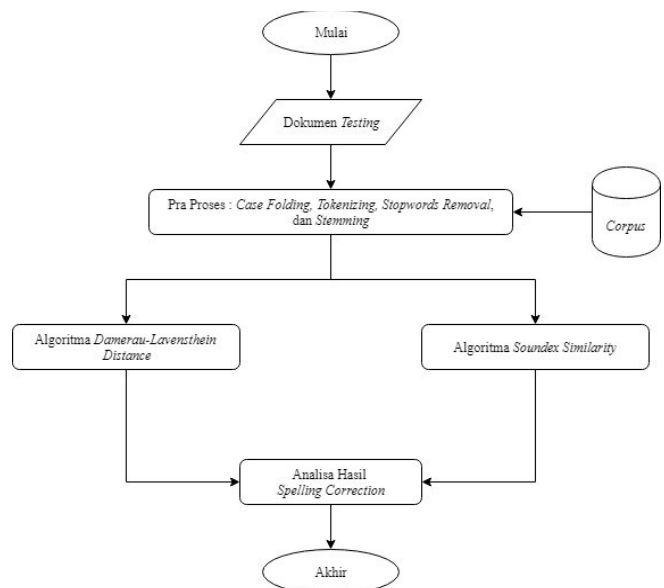 Mulai
Dokumen Testing
Pra Proses : Case Folding, Tokenizing, Stopwords Removal,
dan Stemming
Corpus
Algoritma Damerau-Lavensthein
Distance
Algoritma Soundex Similarity
Analisa Hasil
Spelling Correction
Akhir